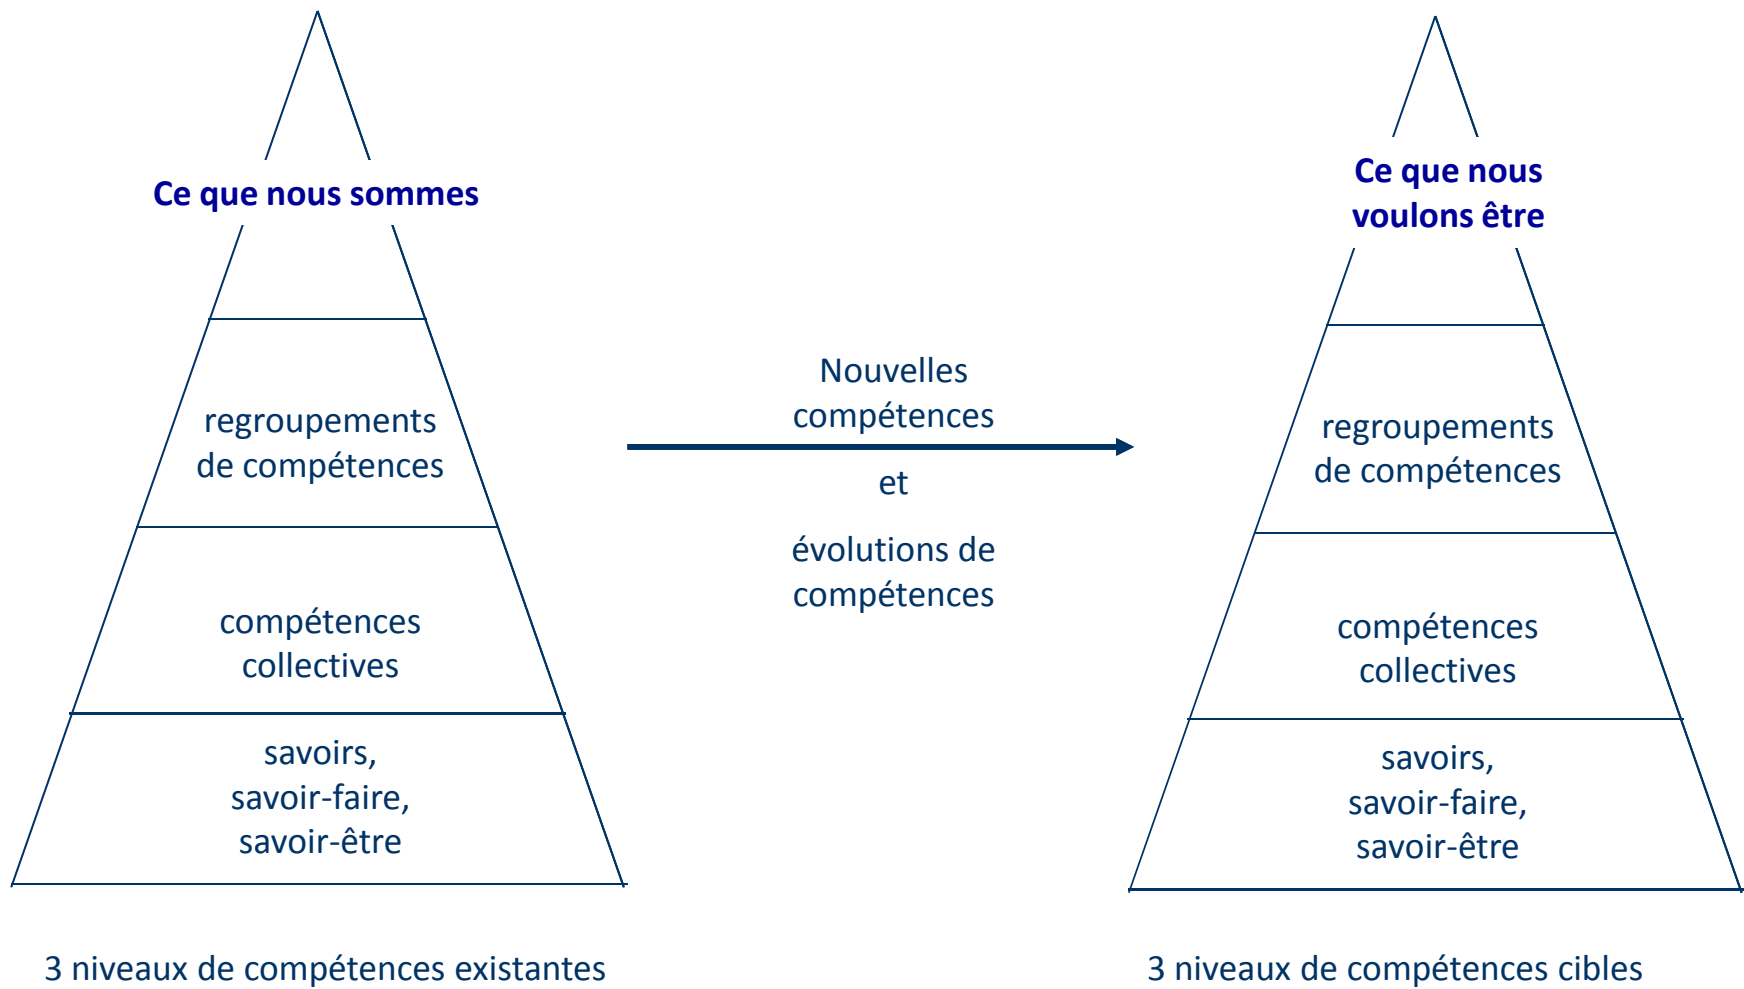 Ce que nous sommes
regroupements
de compétences
compétences
collectives
savoirs,
savoir-faire,
savoir-être
3 niveaux de compétences existantes
Nouvelles
compétences
et
évolutions de
compétences
Ce que nous
voulons être
regroupements
de compétences
compétences
collectives
savoirs,
savoir-faire,
savoir-être
3 niveaux de compétences cibles